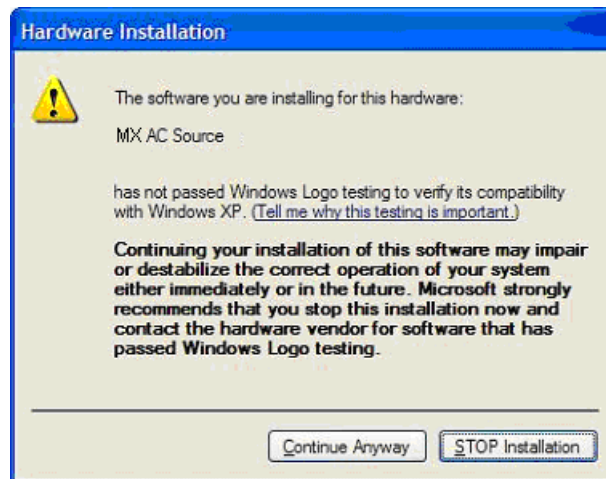 Hardware Installation
The software you are installing for this hardware:
MX AC Source
has not passed Windows Logo testing to verify its compatibility
with Windows XP. (Tell me why this testing is important.)
Continuing your installation of this software may impair
or destabilize the correct operation of your system
either immediately or in the future. Microsoft strongly
recommends that you stop this installation now and
contact the hardware vendor for software that has
passed Windows Logo testing.
Continue Anyway STOP Installation